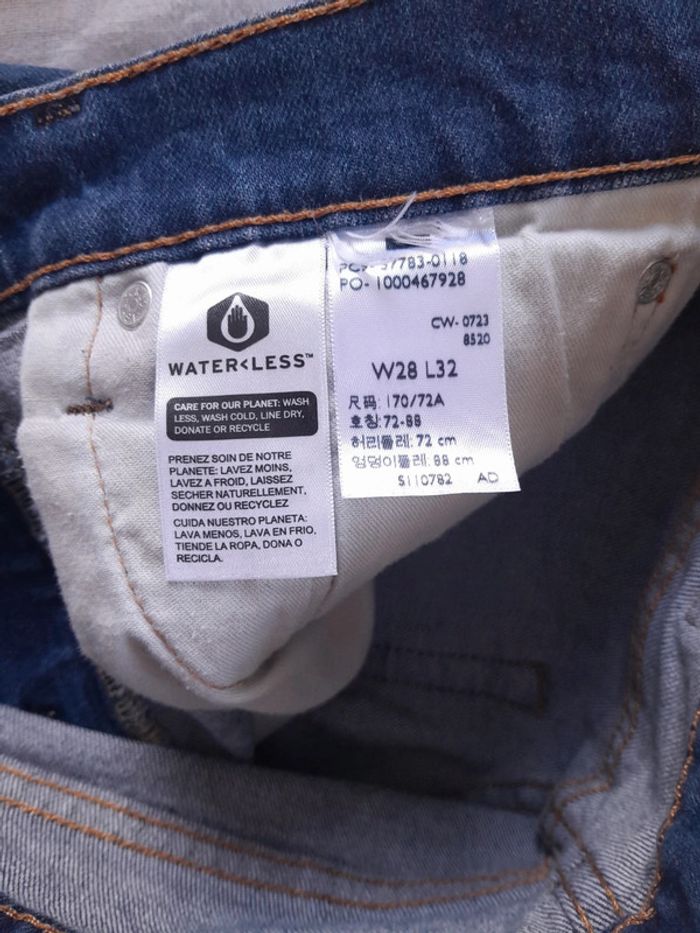 WATER<LESS™
CARE FOR OUR PLANET: WASH
LESS, WASH COLD, LINE DRY,
DONATE OR RECYCLE
PRENEZ SOIN DE NOTRE
PLANETE: LAVEZ MOINS,
LAVEZ A FROID, LAISSEZ
SECHER NATURELLEMENT,
DONNEZ OU RECYCLEZ
CUIDA NUESTRO PLANETA:
LAVA MENOS, LAVA EN FRIO,
TIENDE LA ROPA, DONA O
RECICLA.
37783-0118
PO- 1000467928
CW- 0723
8520
W28 L32
尺码: 170/72A
호칭: 72-88
허리둘레: 72 cm
엉덩이둘레: 88 cm
S110782 AD